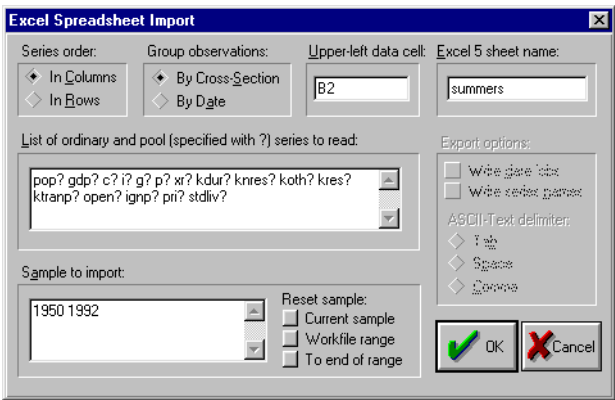 Excel Spreadsheet Import
Series order:
In Columns
In Rows
Group observations:
By Cross-Section
By Date
Upper-left data cell:
B2
Excel 5 sheet name:
summers
List of ordinary and pool (specified with ?) series to read:
pop? gdp? c? i? g? p? xr? kdur? knres? koth? kres?
ktranp? open? ignp? pri? stdliv?
Export options:
Write date/obs
Write series names
ASCII-Text delimiter:
Tab
Space
Comma
Sample to import:
1950 1992
Reset sample:
Current sample
Workfile range
To end of range
OK
Cancel